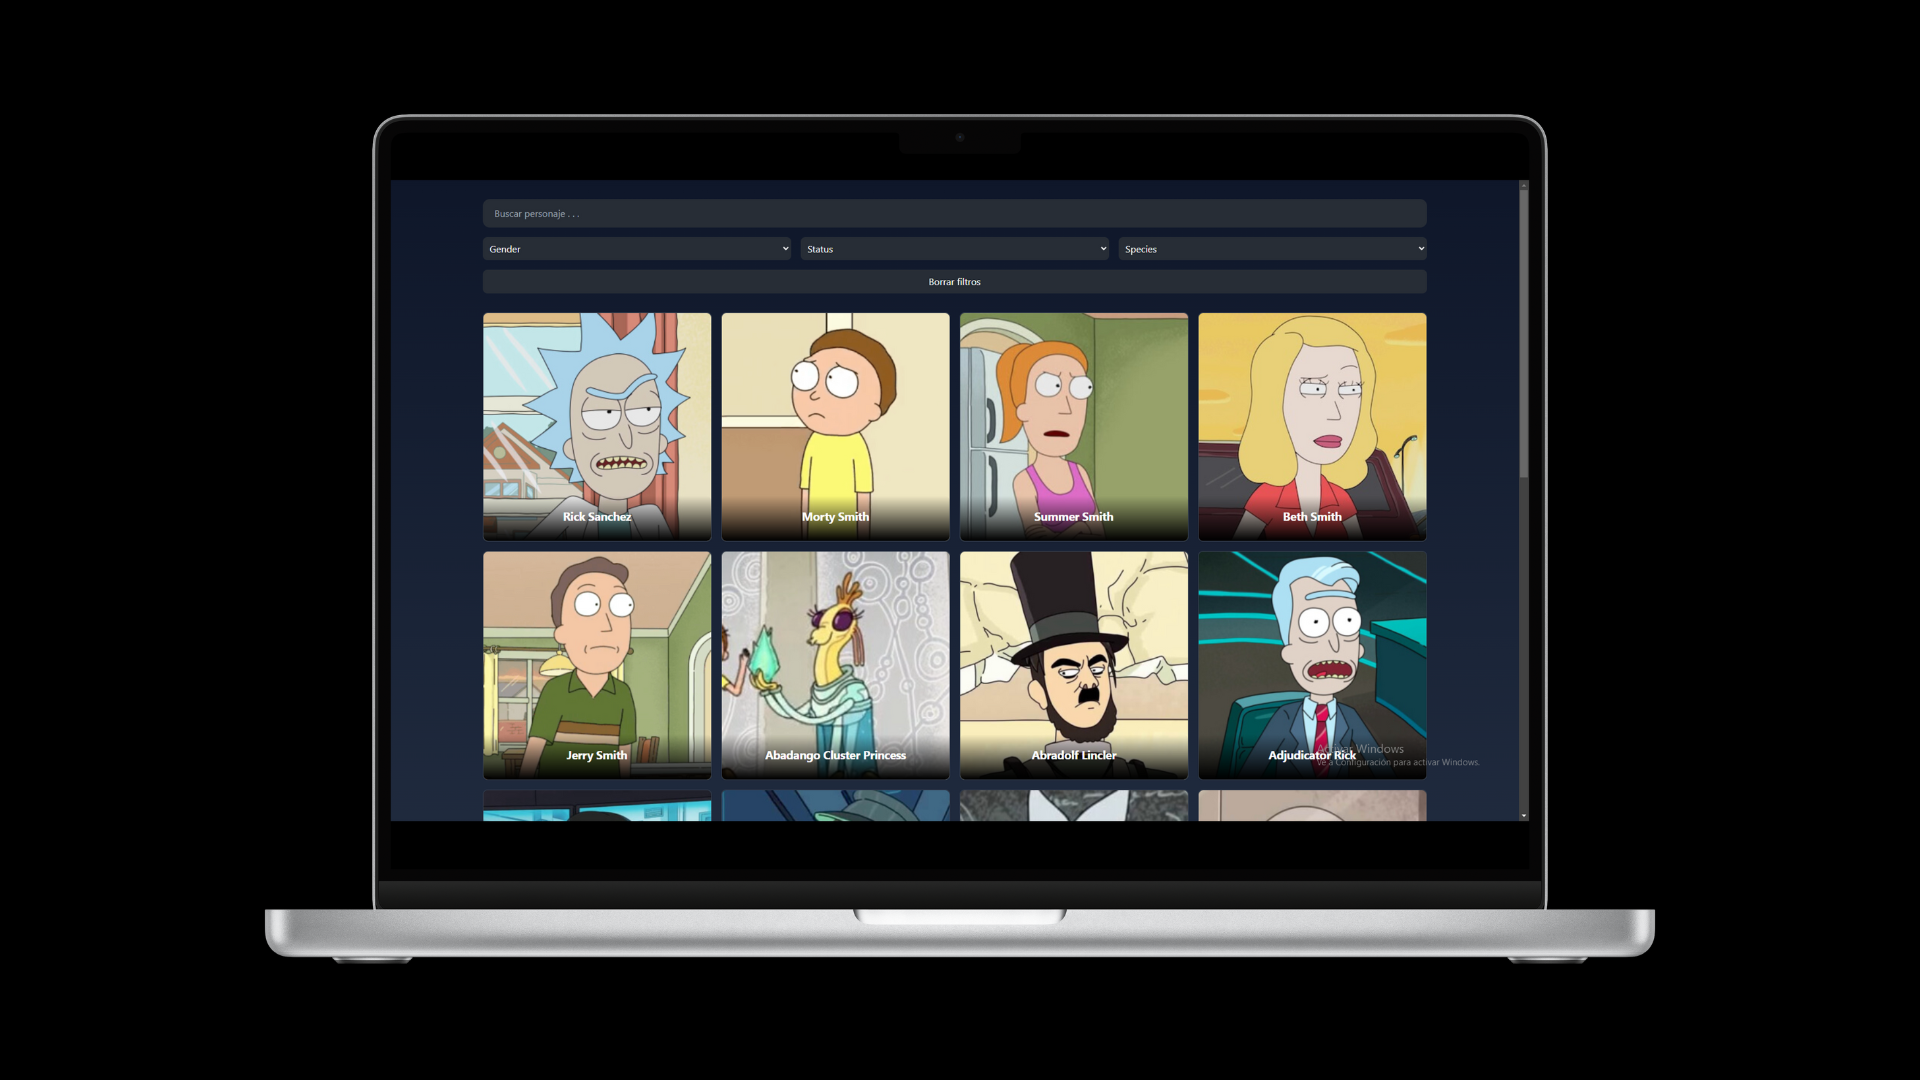 Buscar personaje . . .
Gender
Status
Species
Borrar filtros
Rick Sanchez
Morty Smith
Summer Smith
Beth Smith
Jerry Smith
Abadango Cluster Princess
Abradolf Lincler
Adjudicator Rick
Activar Windows
Ve a Configuración para activar Windows.